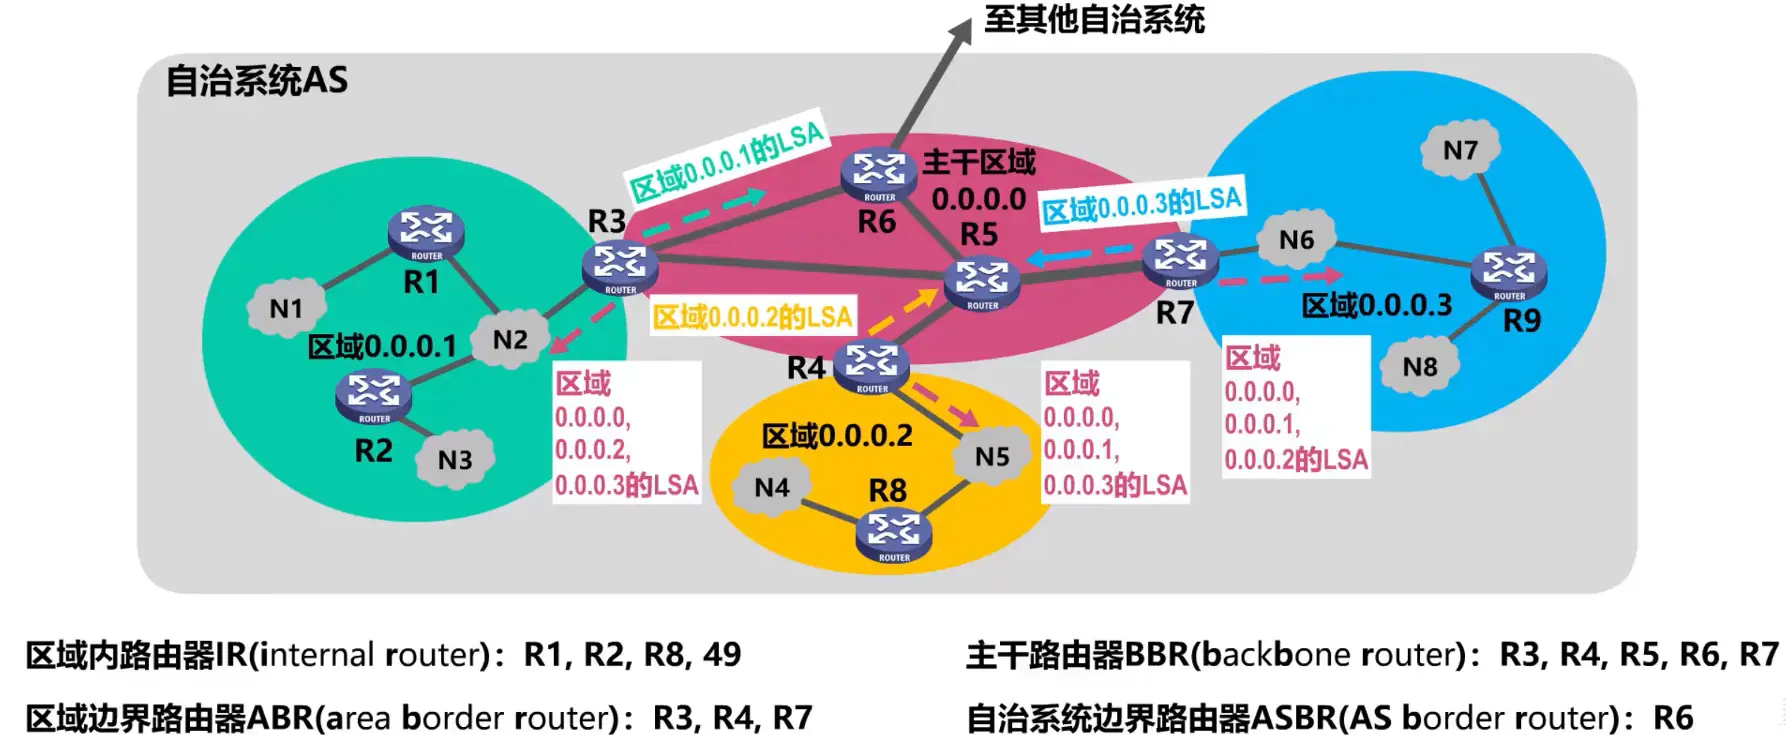 至其他自治系统
自治系统AS
区域0.0.0.1的LSA
主干区域
0.0.0.0
区域0.0.0.3的LSA
N7
ROUTER
R6
R5
R3
ROUTER
R1
N1
N2
区域0.0.0.1
ROUTER
R2
N3
ROUTER
区域0.0.0.2的LSA
ROUTER
ROUTER
R7
N6
区域0.0.0.3
ROUTER
R9
N8
R4
ROUTER
区域
0.0.0.0,
0.0.0.2,
0.0.0.3的LSA
区域0.0.0.2
N4
R8
ROUTER
N5
区域
0.0.0.0,
0.0.0.1,
0.0.0.3的LSA
区域
0.0.0.0,
0.0.0.1,
0.0.0.2的LSA
区域内路由器IR(internal router)：R1, R2, R8, 49
主干路由器BBR(backbone router)：R3, R4, R5, R6, R7
区域边界路由器ABR(area border router)：R3, R4, R7
自治系统边界路由器ASBR(AS border router)：R6